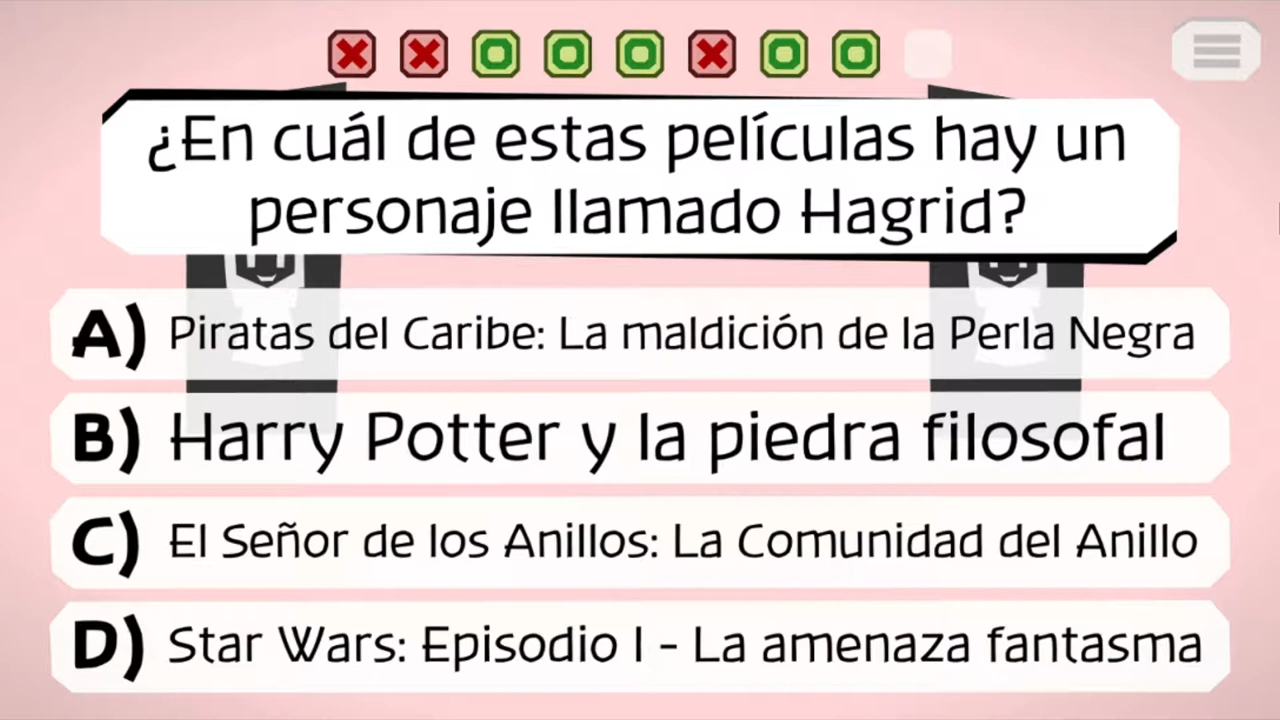 ¿En cuál de estas películas hay un
personaje llamado Hagrid?
A) Piratas del Caribe: La maldición de la Perla Negra
B) Harry Potter y la piedra filosofal
C) El Señor de los Anillos: La Comunidad del Anillo
D) Star Wars: Episodio I - La amenaza fantasma